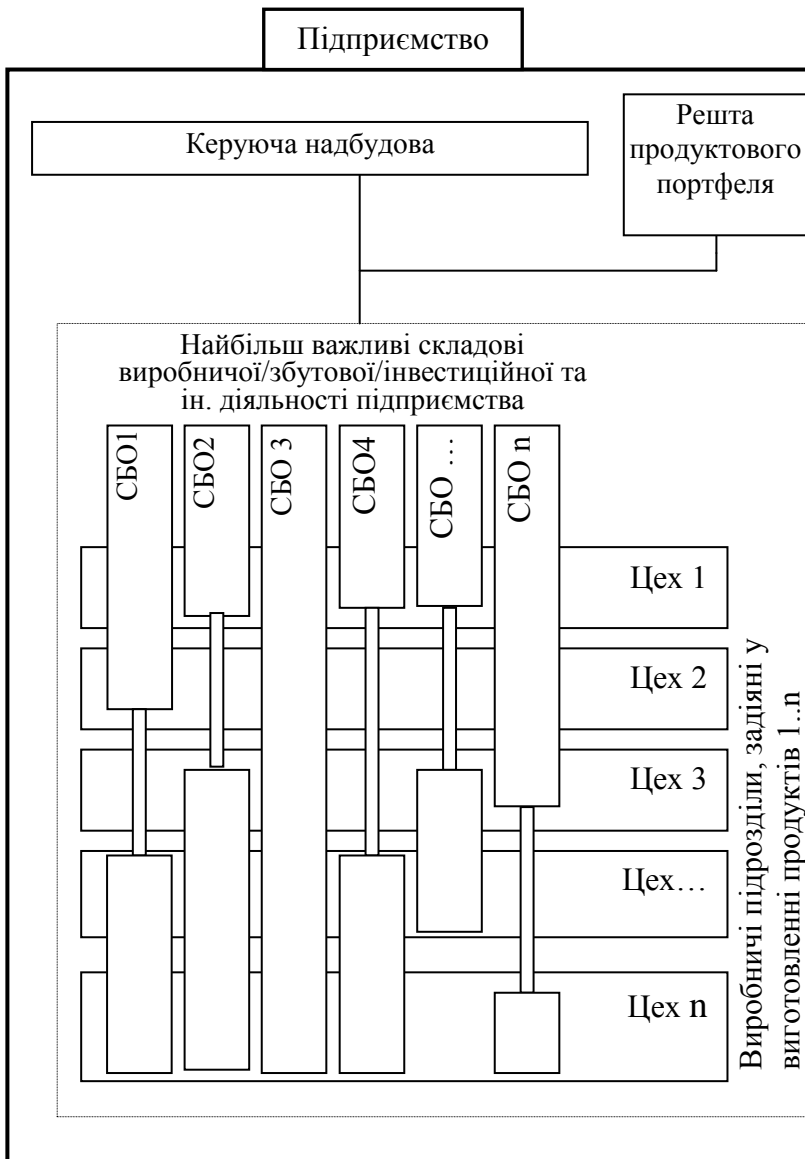 Підприємство
Керуюча надбудова
Решта
продуктового
портфеля
Найбільш важливі складові
виробничої/збутової/інвестиційної та
ін. діяльності підприємства
СБО1
СБО2
СБО 3
СБО4
СБО …
СБО n
Цех 1
Цех 2
Цех 3
Цех…
Цех n
Виробничі підрозділи, задіяні у
виготовленні продуктів 1..n